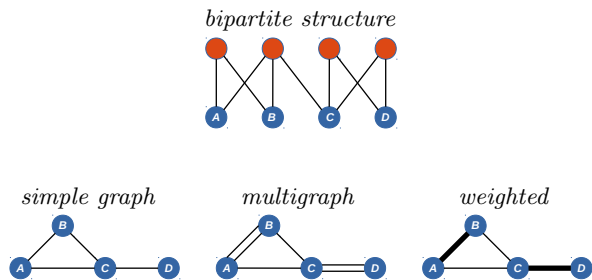 bipartite structure
A B C D
simple graph multigraph weighted
B B B
A C D A C D A C D